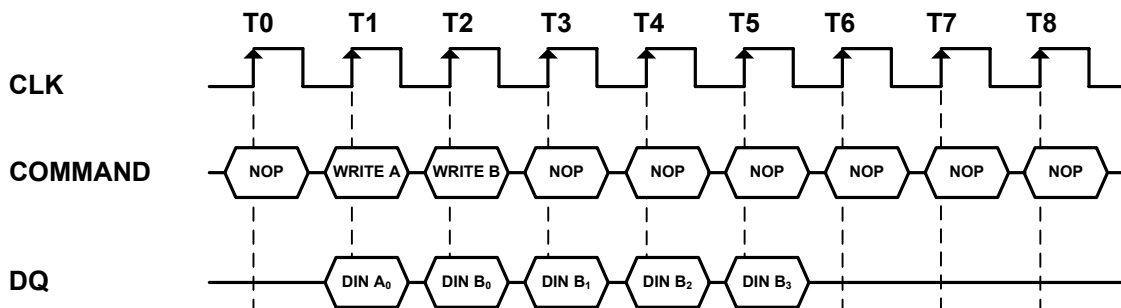 T0 T1 T2 T3 T4 T5 T6 T7 T8
CLK
COMMAND NOP WRITE A WRITE B NOP NOP NOP NOP NOP NOP
DQ DIN A₀ DIN B₀ DIN B₁ DIN B₂ DIN B₃